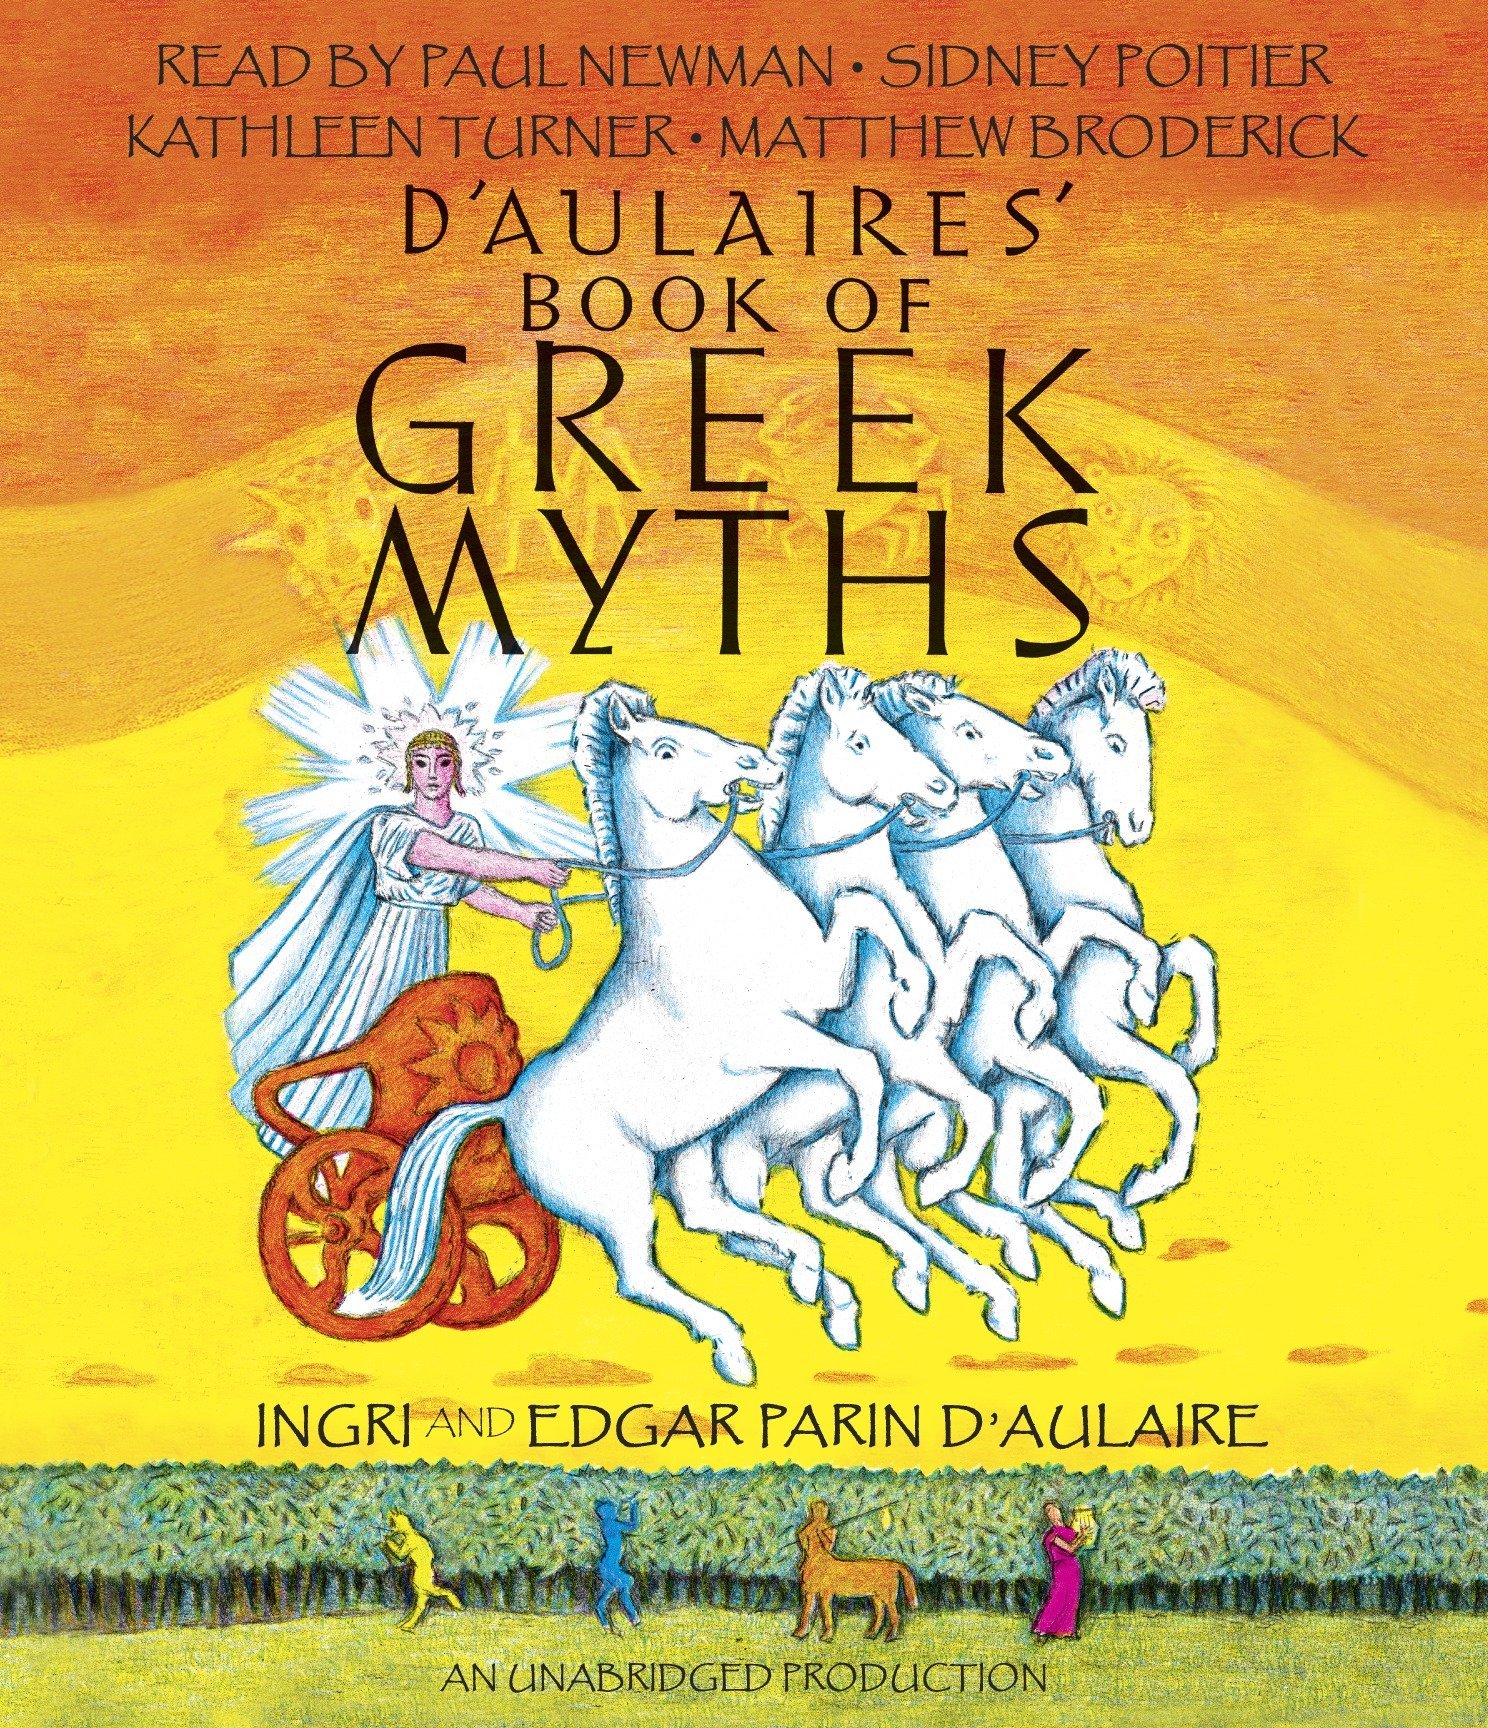 READ BY PAUL NEWMAN • SIDNEY POITIER
KATHLEEN TURNER • MATTHEW BRODERICK
D'AULAIRES'
BOOK OF
GREEK
MYTHS
INGRI AND EDGAR PARIN D'AULAIRE
AN UNABRIDGED PRODUCTION